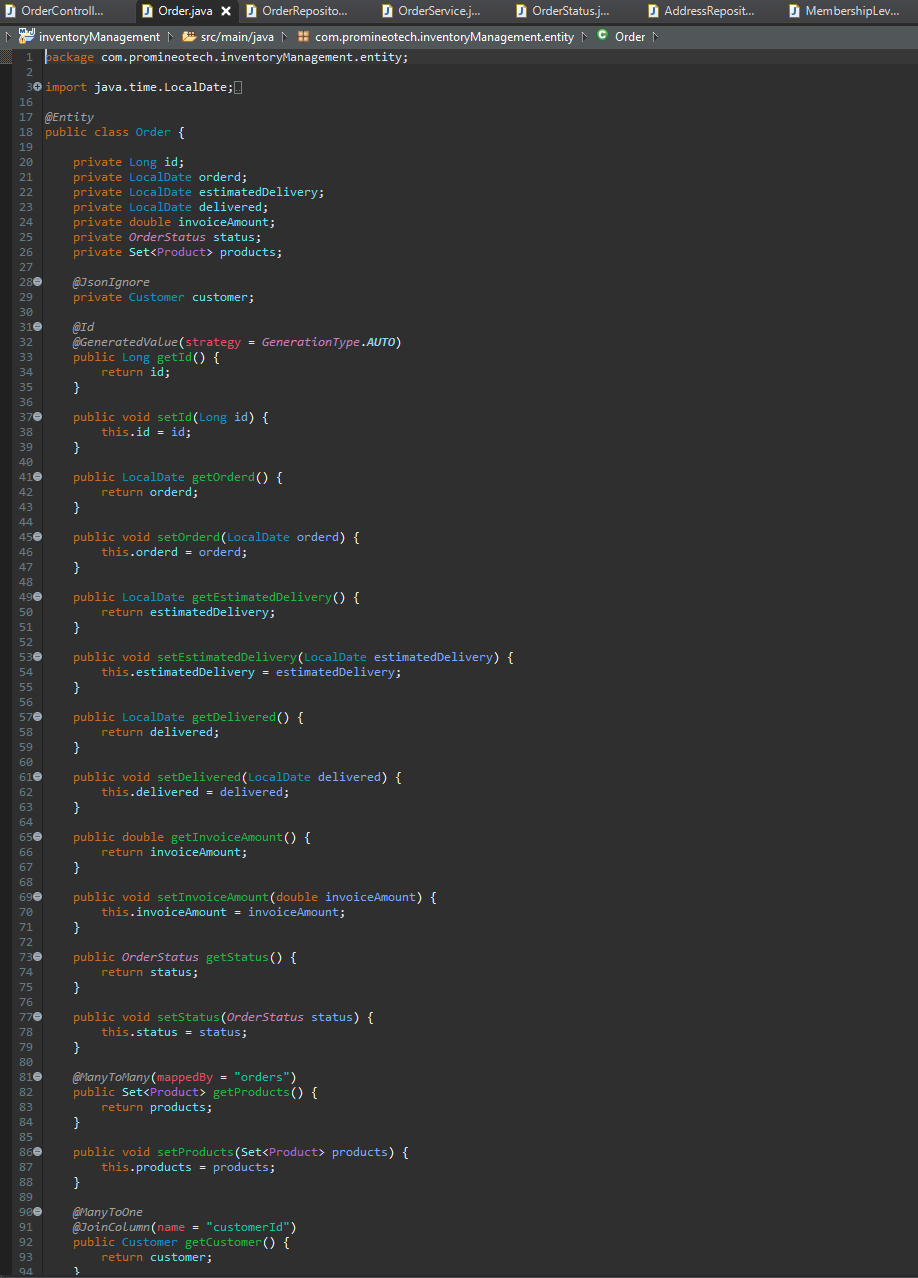 OrderControll... Order.java OrderReposito... OrderService.j... OrderStatus.j... AddressReposit... MembershipLev...
inventoryManagement src/main/java com.promineotech.inventoryManagement.entity Order
1 package com.promineotech.inventoryManagement.entity;
2
3 import java.time.LocalDate;
16
17 @Entity
18 public class Order {
19
20     private Long id;
21     private LocalDate orderd;
22     private LocalDate estimatedDelivery;
23     private LocalDate delivered;
24     private double invoiceAmount;
25     private OrderStatus status;
26     private Set<Product> products;
27
28     @JsonIgnore
29     private Customer customer;
30
31     @Id
32     @GeneratedValue(strategy = GenerationType.AUTO)
33     public Long getId() {
34         return id;
35     }
36
37     public void setId(Long id) {
38         this.id = id;
39     }
40
41     public LocalDate getOrderd() {
42         return orderd;
43     }
44
45     public void setOrderd(LocalDate orderd) {
46         this.orderd = orderd;
47     }
48
49     public LocalDate getEstimatedDelivery() {
50         return estimatedDelivery;
51     }
52
53     public void setEstimatedDelivery(LocalDate estimatedDelivery) {
54         this.estimatedDelivery = estimatedDelivery;
55     }
56
57     public LocalDate getDelivered() {
58         return delivered;
59     }
60
61     public void setDelivered(LocalDate delivered) {
62         this.delivered = delivered;
63     }
64
65     public double getInvoiceAmount() {
66         return invoiceAmount;
67     }
68
69     public void setInvoiceAmount(double invoiceAmount) {
70         this.invoiceAmount = invoiceAmount;
71     }
72
73     public OrderStatus getStatus() {
74         return status;
75     }
76
77     public void setStatus(OrderStatus status) {
78         this.status = status;
79     }
80
81     @ManyToMany(mappedBy = "orders")
82     public Set<Product> getProducts() {
83         return products;
84     }
85
86     public void setProducts(Set<Product> products) {
87         this.products = products;
88     }
89
90     @ManyToOne
91     @JoinColumn(name = "customerId")
92     public Customer getCustomer() {
93         return customer;
94     }